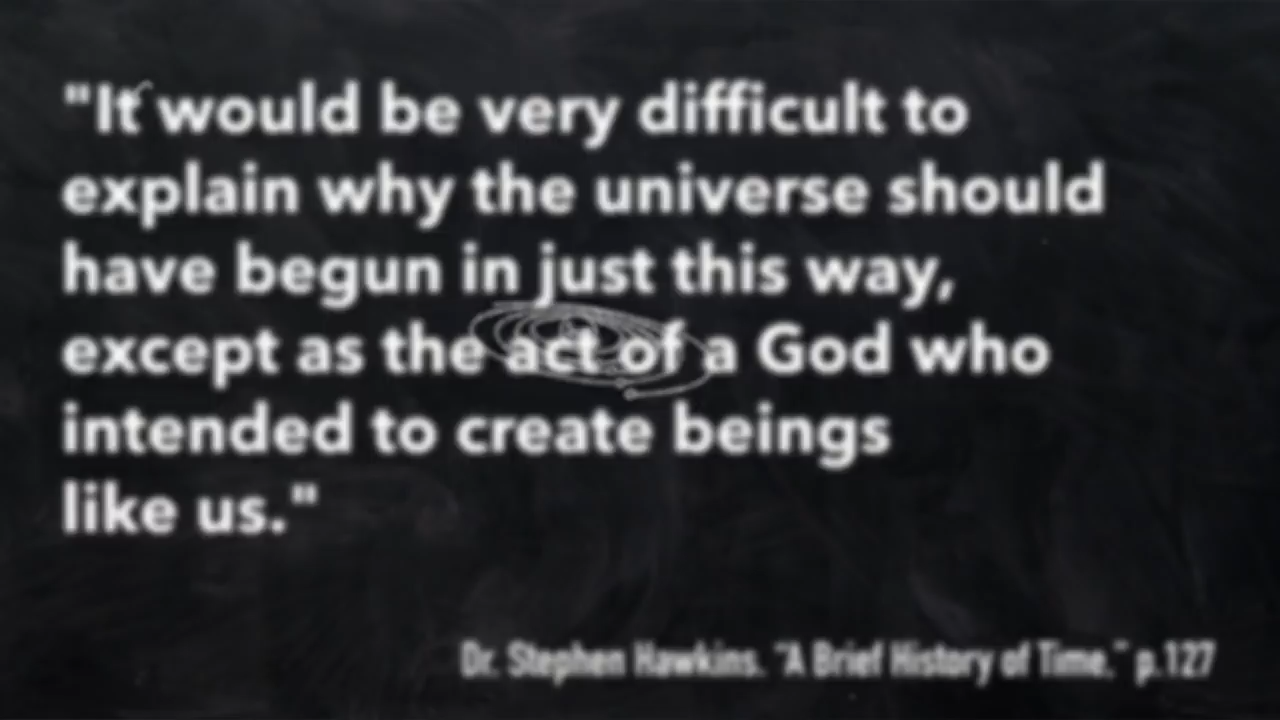 "It would be very difficult to
explain why the universe should
have begun in just this way,
except as the act of a God who
intended to create beings
like us."
Dr. Stephen Hawkins. "A Brief History of Time." p.127